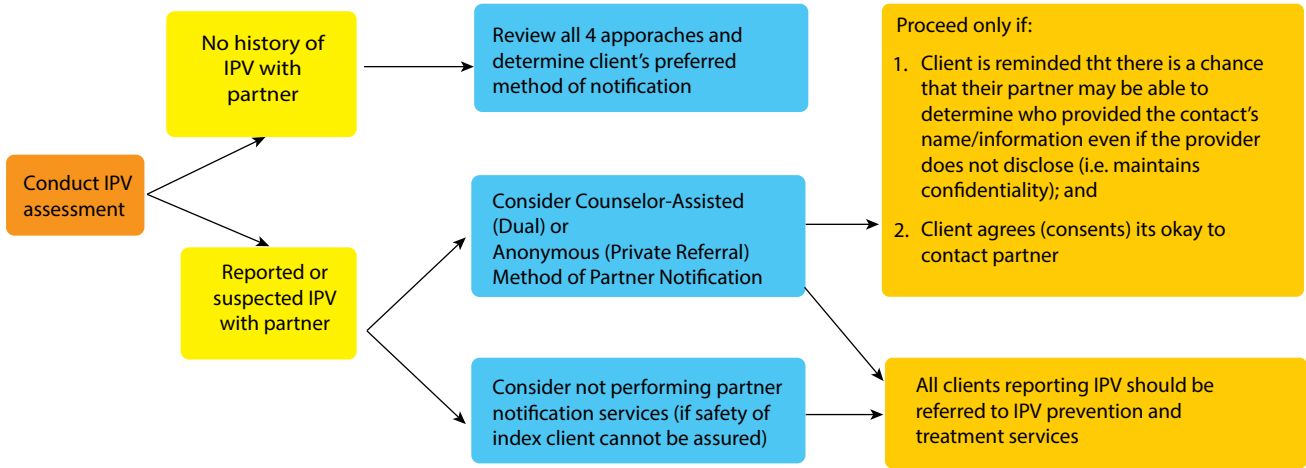 Conduct IPV
assessment
No history of
IPV with
partner
Reported or
suspected IPV
with partner
Review all 4 apporaches and
determine client’s preferred
method of notification
Consider Counselor-Assisted
(Dual) or
Anonymous (Private Referral)
Method of Partner Notification
Consider not performing partner
notification services (if safety of
index client cannot be assured)
Proceed only if:
1. Client is reminded tht there is a chance
that their partner may be able to
determine who provided the contact’s
name/information even if the provider
does not disclose (i.e. maintains
confidentiality); and
2. Client agrees (consents) its okay to
contact partner
All clients reporting IPV should be
referred to IPV prevention and
treatment services